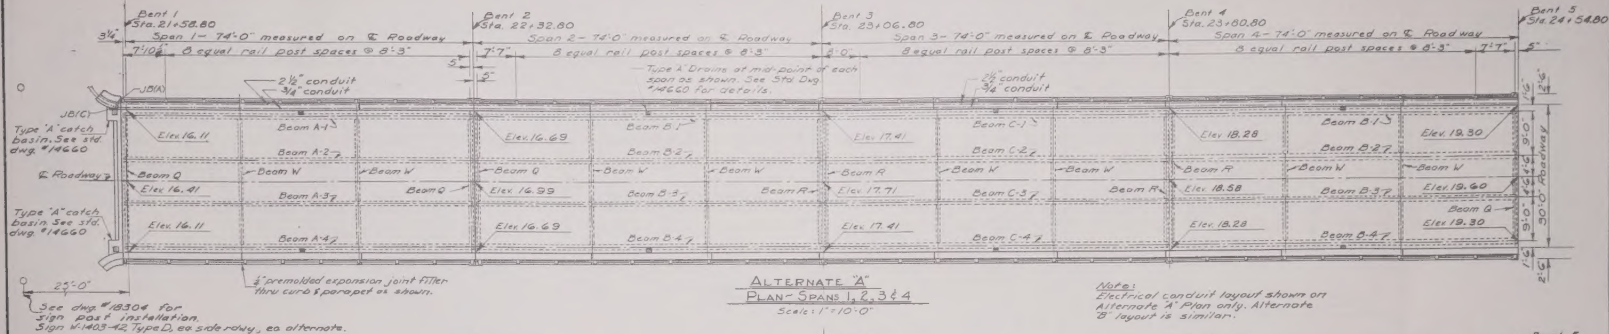 Bent 1
Sta. 21+58.80
Bent 2
Sta. 22+32.80
Bent 3
Sta. 23+06.80
Bent 4
Sta. 23+80.80
Bent 5
Sta. 24+54.80
Span 1 - 74'-0" measured on ℄ Roadway
Span 2 - 74'-0" measured on ℄ Roadway
Span 3 - 74'-0" measured on ℄ Roadway
Span 4 - 74'-0" measured on ℄ Roadway
3¼"
8 equal rail post spaces @ 8'-3"
5"
5"
7'-7"
8 equal rail post spaces @ 8'-3"
8'-0"
8 equal rail post spaces @ 8'-3"
8 equal rail post spaces @ 8'-3"
7'-7"
5"
2½" conduit
¾" conduit
Type "A" Drains at mid-point of each
span as shown. See Std. Dwg.
#14660 for details.
2½" conduit
¾" conduit
JB(A)
JB(C)
Type "A" catch
basin. See std.
dwg. #14660
Elev. 16.11
Beam A-1
Elev. 16.69
Beam B-1
Elev. 17.41
Beam C-1
Elev. 18.28
Beam B-1
Elev. 19.30
Beam A-2
Beam B-2
Beam C-2
Beam B-2
℄ Roadway
Beam Q
Beam W
Beam W
Beam Q
Beam W
Beam W
Beam R
Beam W
Beam W
Beam R
Beam W
Beam W
Elev. 16.41
Beam A-3
Beam Q
Elev. 16.99
Beam B-3
Beam R
Elev. 17.71
Beam C-3
Beam R
Elev. 18.58
Beam B-3
Elev. 19.60
Beam Q
Type "A" catch
basin. See std.
dwg. #14660
Elev. 16.11
Beam A-4
Elev. 16.69
Beam B-4
Elev. 17.41
Beam C-4
Elev. 18.28
Beam B-4
Elev. 19.30
2'-6"
1'-6"
9'-0"
9'-0"
30'-0" Roadway
1'-6"
2'-6"
25'-0"
premolded expansion joint filler
thru curb & parapet as shown.
See dwg. #18304 for
sign post installation.
Sign W-1403-42, Type D, ea. side rdwy., ea. alternate.
ALTERNATE "A"
PLAN - SPANS 1, 2, 3 & 4
Scale: 1" = 10'-0"
Note:
Electrical conduit layout shown on
Alternate "A" Plan only. Alternate
"B" layout is similar.